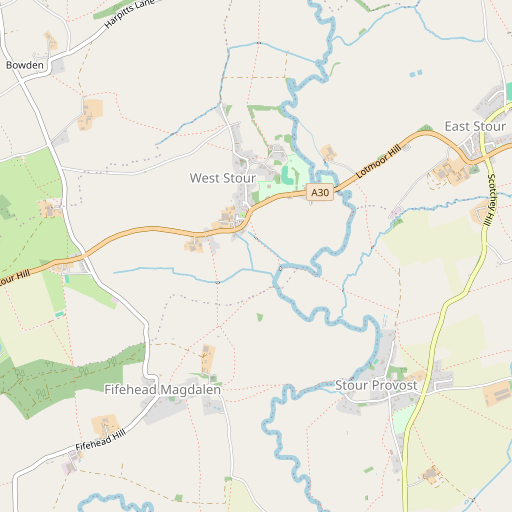 Harpitts Lane
Bowden
East Stour
Lotmoor Hill
West Stour
A30
Scotchey Hill
our Hill
Stour Provost
Fifehead Magdalen
Fifehead Hill